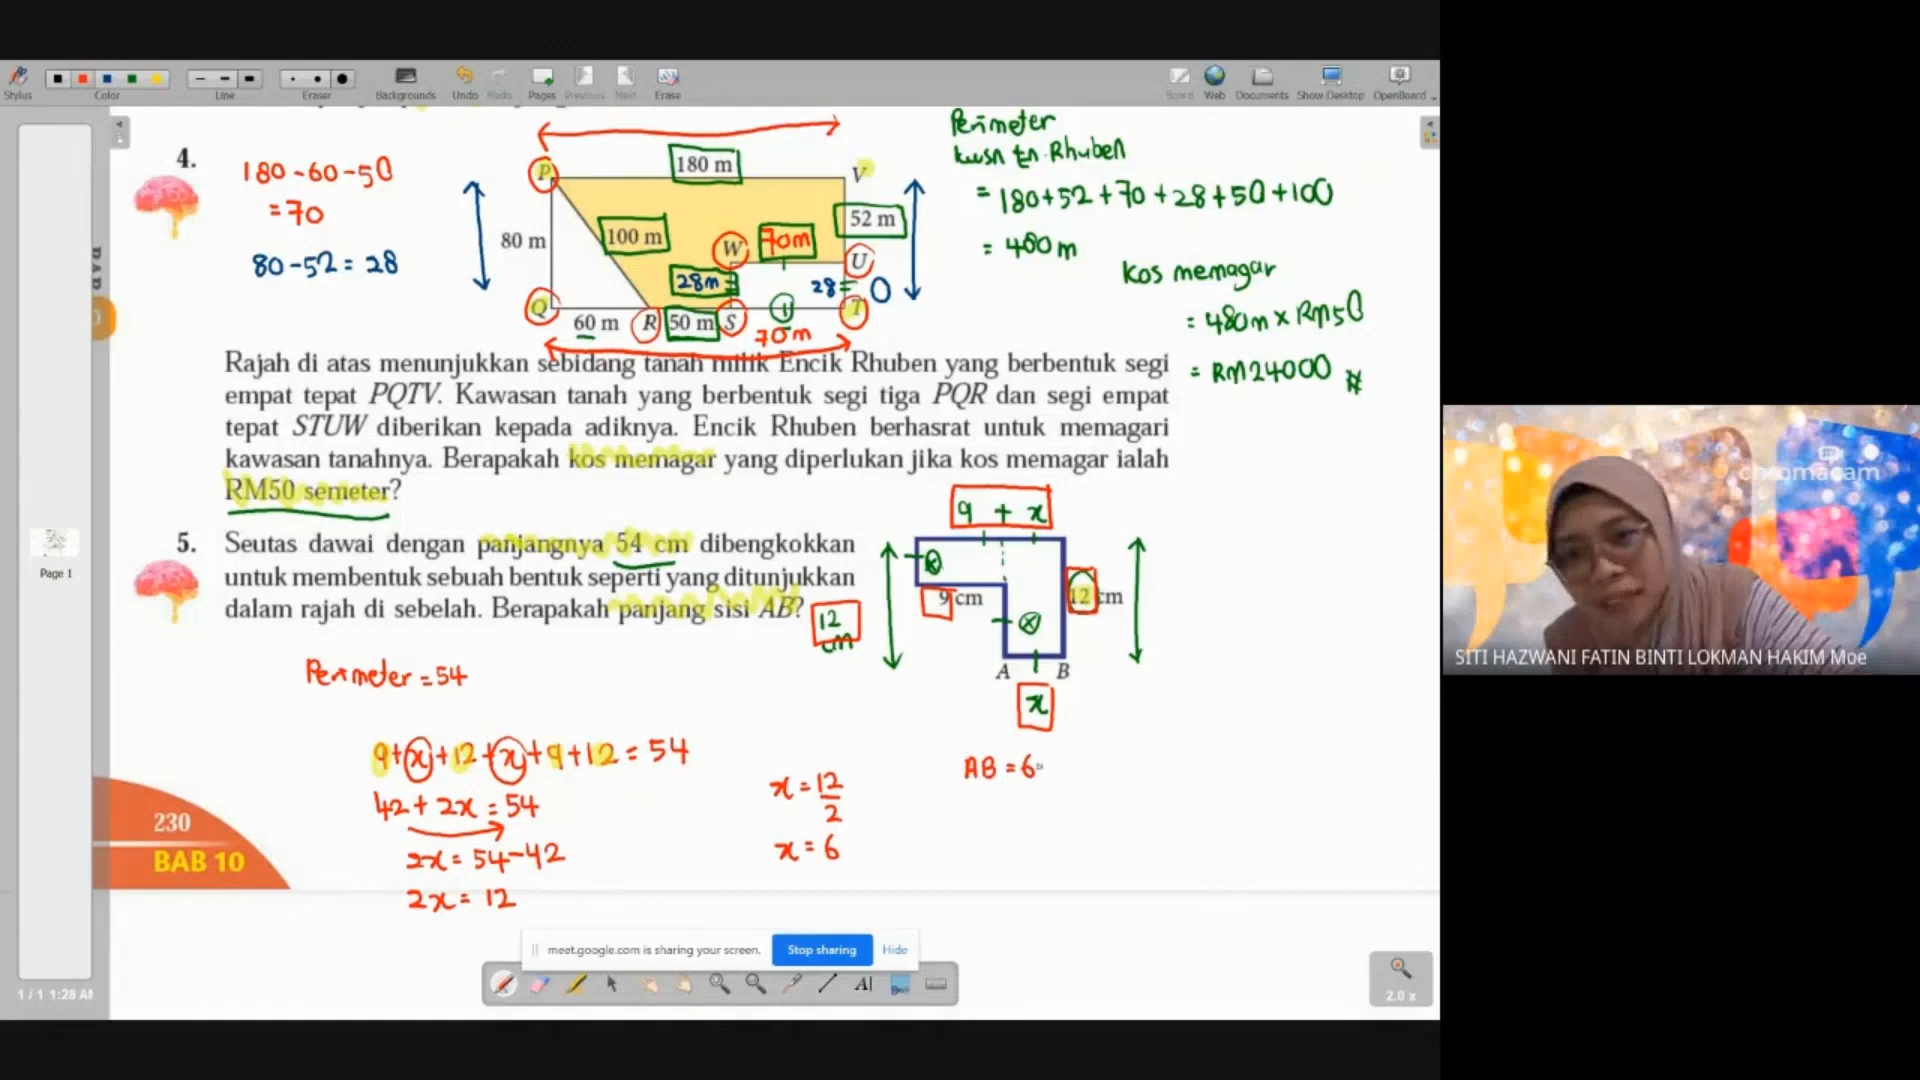 Stylus
Color
Line
Eraser
Backgrounds
Undo
Redo
Pages
Previous
Next
Erase
Board
Web
Documents
Show Desktop
OpenBoard
4.
180-60-50
=70
80-52=28
P
180 m
V
80 m
100 m
W
70m
52 m
U
28m
28
Q
60 m
R
50 m
S
T
70m
Perimeter
kwsn tn. Rhuben
= 180+52+70+28+50+100
= 480m
Kos memagar
= 480m x RM50
= RM24000
Rajah di atas menunjukkan sebidang tanah milik Encik Rhuben yang berbentuk segi
empat tepat PQTV. Kawasan tanah yang berbentuk segi tiga PQR dan segi empat
tepat STUW diberikan kepada adiknya. Encik Rhuben berhasrat untuk memagari
kawasan tanahnya. Berapakah kos memagar yang diperlukan jika kos memagar ialah
RM50 semeter?
5. Seutas dawai dengan panjangnya 54 cm dibengkokkan
untuk membentuk sebuah bentuk seperti yang ditunjukkan
dalam rajah di sebelah. Berapakah panjang sisi AB?
9 + x
x
9 cm
12 cm
12 cm
x
A
B
x
Perimeter = 54
9+x+12+x+9+12=54
42+2x=54
2x=54-42
2x=12
x=12/2
x=6
AB=6
230
BAB 10
Page 1
1 / 1 1:28 AM
meet.google.com is sharing your screen.
Stop sharing
Hide
2.0 x
chromacam
SITI HAZWANI FATIN BINTI LOKMAN HAKIM Moe